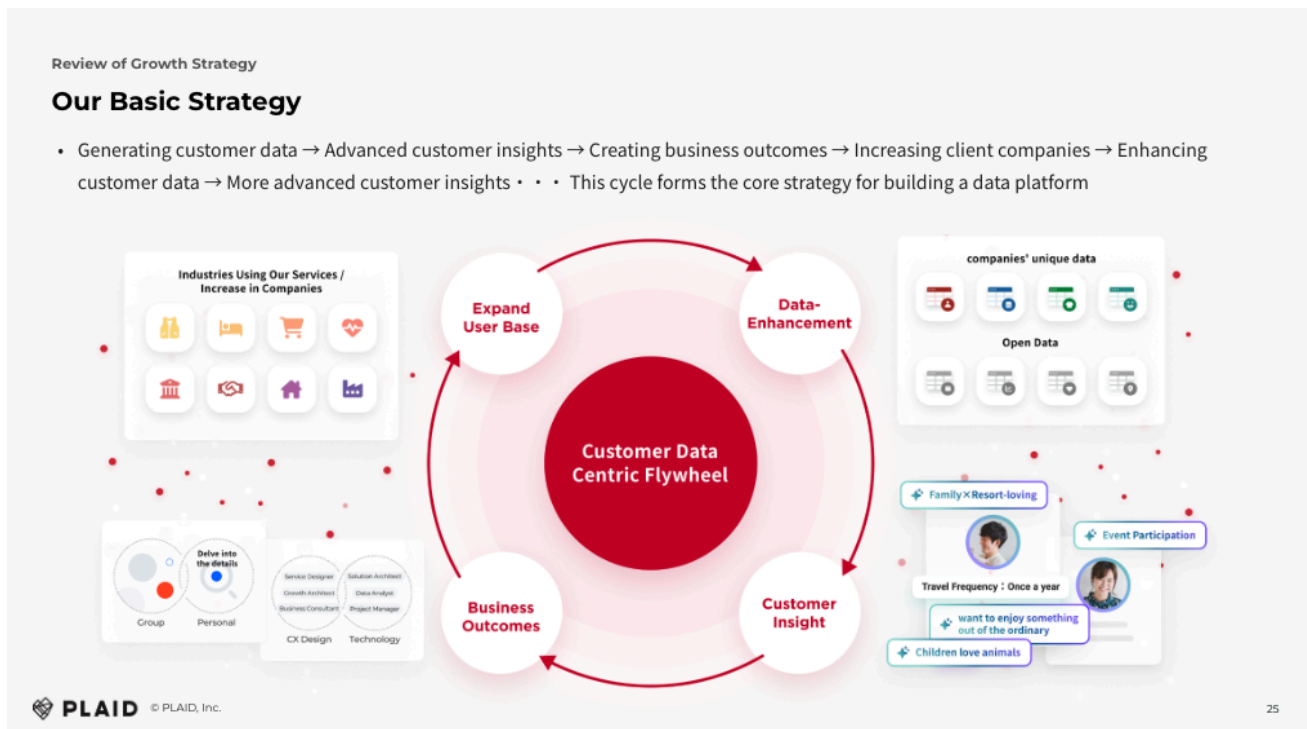 Review of Growth Strategy
Our Basic Strategy
• Generating customer data → Advanced customer insights → Creating business outcomes → Increasing client companies → Enhancing
customer data → More advanced customer insights・・・ This cycle forms the core strategy for building a data platform
Industries Using Our Services /
Increase in Companies
Expand
User Base
Data-
Enhancement
companies' unique data
Open Data
Customer Data
Centric Flywheel
Delve into
the details
Group
Personal
Service Designer
Growth Architect
Business Consultant
CX Design
Solution Architect
Data Analyst
Project Manager
Technology
Business
Outcomes
Customer
Insight
Family×Resort-loving
Event Participation
Travel Frequency：Once a year
want to enjoy something
out of the ordinary
Children love animals
PLAID
© PLAID, Inc.
25